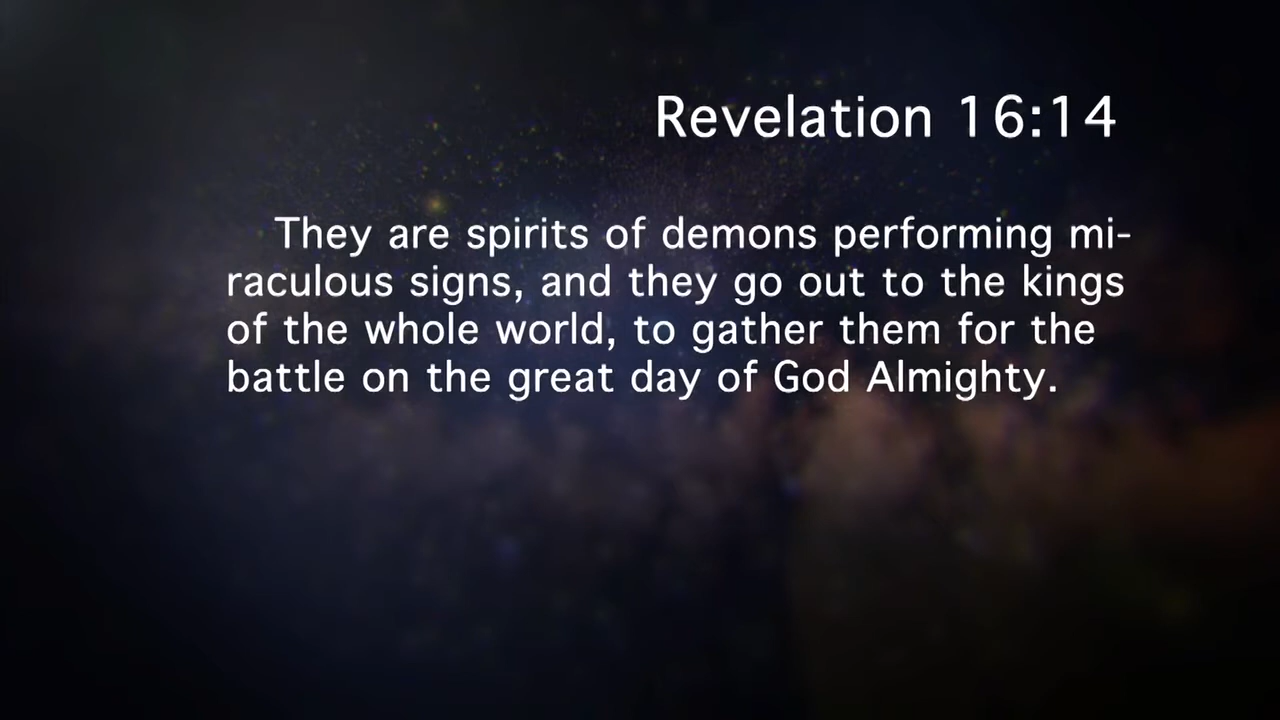 Revelation 16:14
They are spirits of demons performing mi-
raculous signs, and they go out to the kings
of the whole world, to gather them for the
battle on the great day of God Almighty.